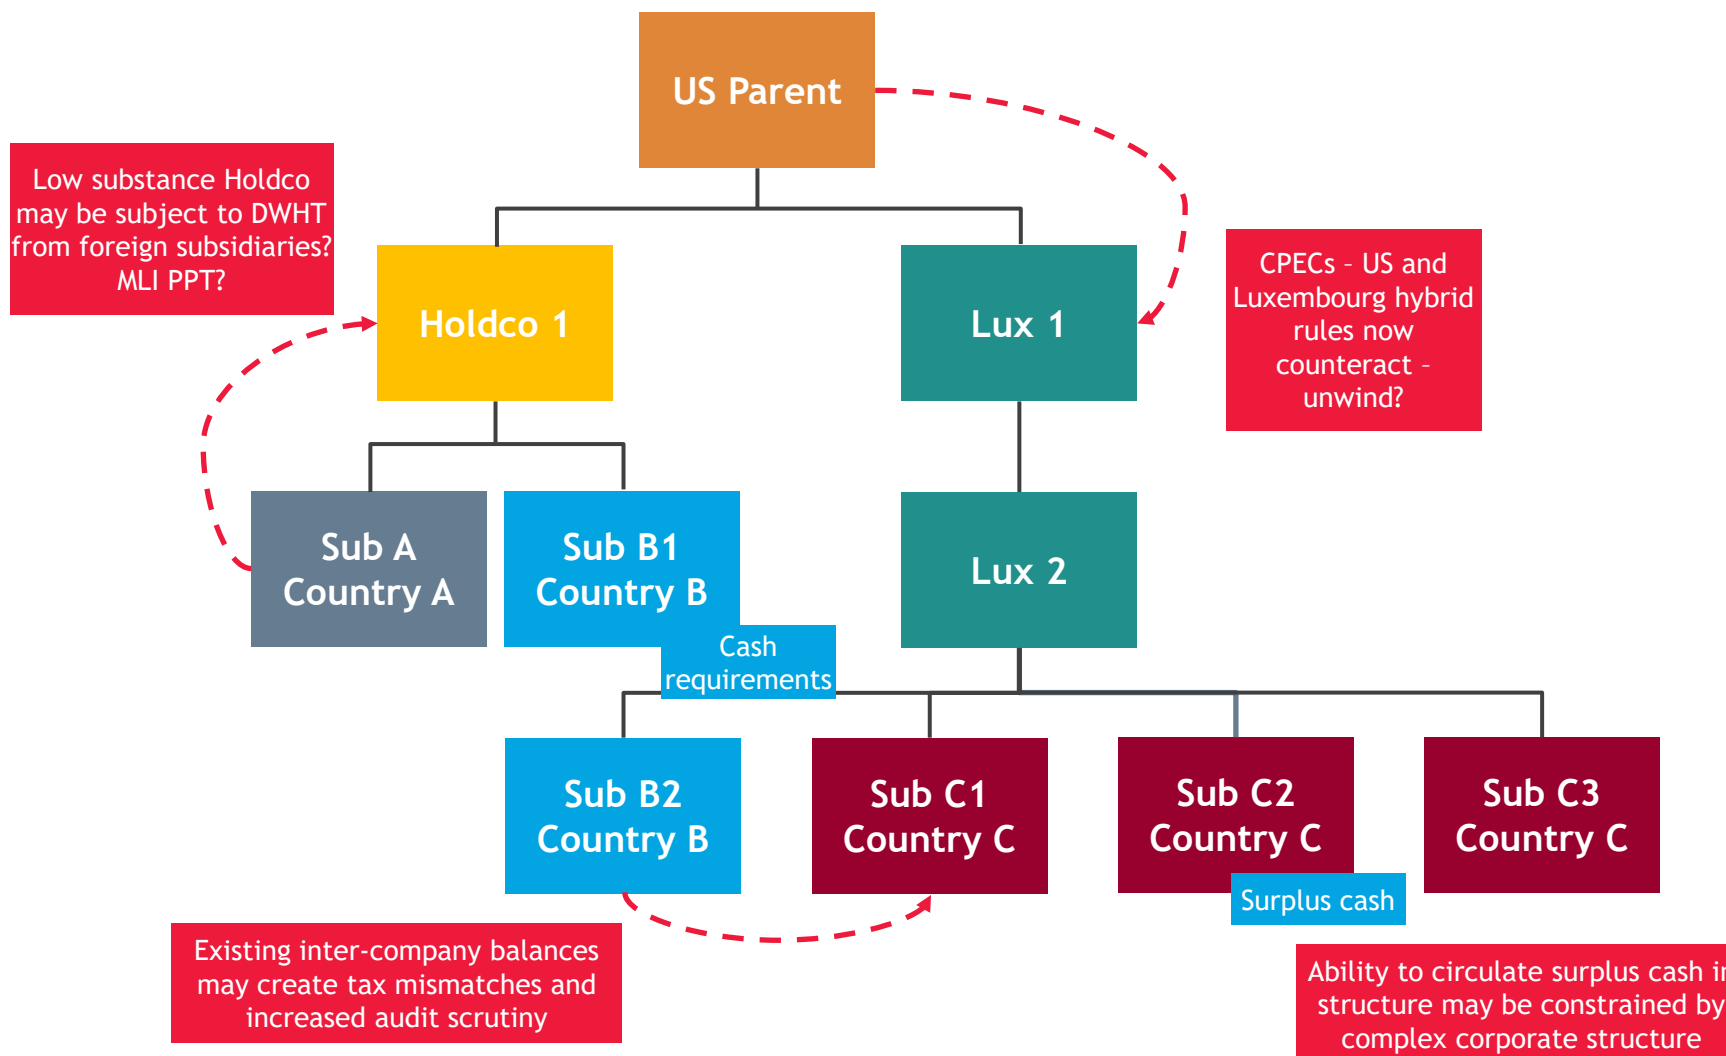 US Parent
Low substance Holdco
may be subject to DWHT
from foreign subsidiaries?
MLI PPT?
Holdco 1
Lux 1
CPECs – US and
Luxembourg hybrid
rules now
counteract –
unwind?
Sub A
Country A
Sub B1
Country B
Lux 2
Cash
requirements
Sub B2
Country B
Sub C1
Country C
Sub C2
Country C
Sub C3
Country C
Surplus cash
Existing inter-company balances
may create tax mismatches and
increased audit scrutiny
Ability to circulate surplus cash in
structure may be constrained by
complex corporate structure